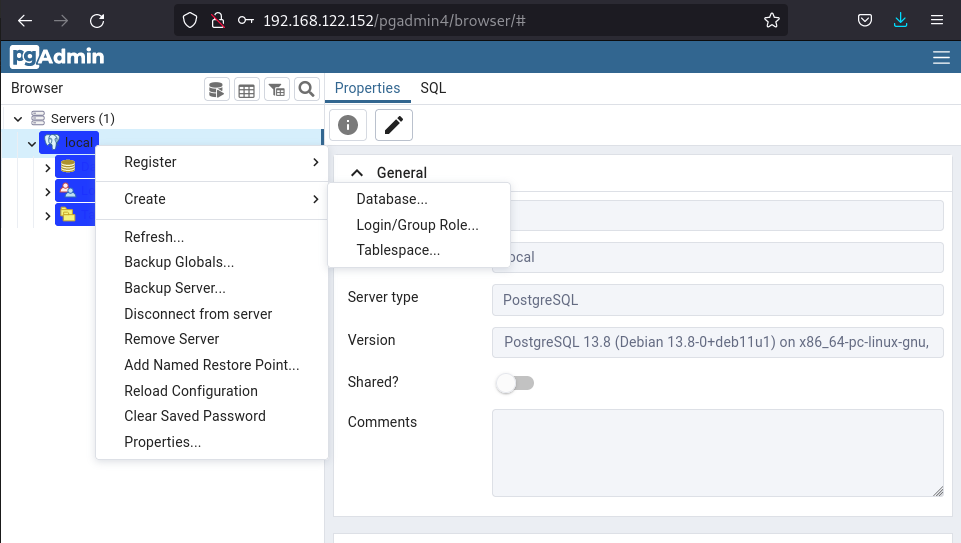 192.168.122.152/pgadmin4/browser/#
pgAdmin
Browser
Properties
SQL
Servers (1)
local
Register
Create
Refresh...
Backup Globals...
Backup Server...
Disconnect from server
Remove Server
Add Named Restore Point...
Reload Configuration
Clear Saved Password
Properties...
Database...
Login/Group Role...
Tablespace...
General
local
Server type
PostgreSQL
Version
PostgreSQL 13.8 (Debian 13.8-0+deb11u1) on x86_64-pc-linux-gnu,
Shared?
Comments